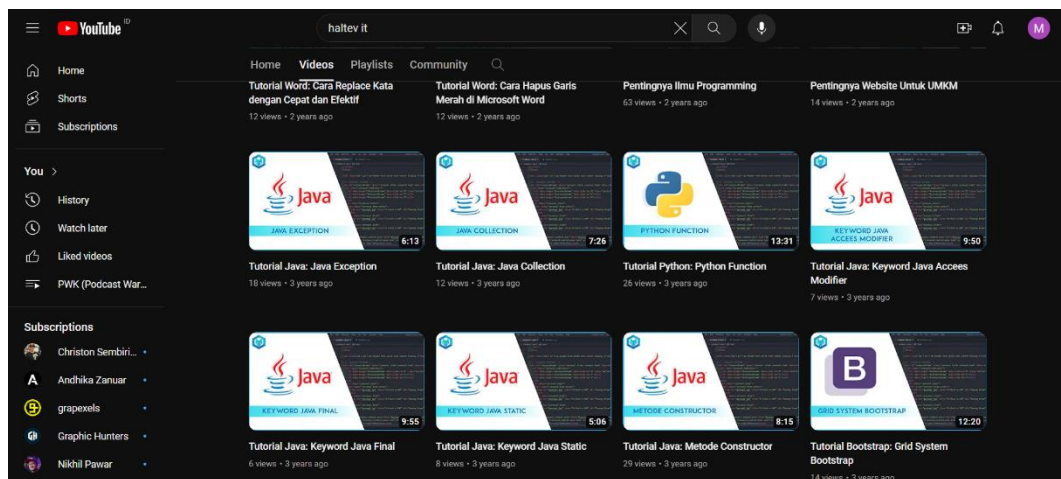 YouTube ID
haltev it
M
Home
Shorts
Subscriptions
You >
History
Watch later
Liked videos
PWK (Podcast War...
Subscriptions
Christon Sembiri...
A Andhika Zanuar
grapexels
GH Graphic Hunters
Nikhil Pawar
Home Videos Playlists Community
Tutorial Word: Cara Replace Kata
dengan Cepat dan Efektif
12 views • 2 years ago
Tutorial Word: Cara Hapus Garis
Merah di Microsoft Word
12 views • 2 years ago
Pentingnya Ilmu Programming
63 views • 2 years ago
Pentingnya Website Untuk UMKM
14 views • 2 years ago
Java
JAVA EXCEPTION
6:13
Tutorial Java: Java Exception
18 views • 3 years ago
Java
JAVA COLLECTION
7:26
Tutorial Java: Java Collection
12 views • 3 years ago
PYTHON FUNCTION
13:31
Tutorial Python: Python Function
26 views • 3 years ago
Java
KEYWORD JAVA
ACCEES MODIFIER
9:50
Tutorial Java: Keyword Java Accees
Modifier
7 views • 3 years ago
Java
KEYWORD JAVA FINAL
9:55
Tutorial Java: Keyword Java Final
6 views • 3 years ago
Java
KEYWORD JAVA STATIC
5:06
Tutorial Java: Keyword Java Static
8 views • 3 years ago
Java
METODE CONSTRUCTOR
8:15
Tutorial Java: Metode Constructor
29 views • 3 years ago
B
GRID SYSTEM BOOTSTRAP
12:20
Tutorial Bootstrap: Grid System
Bootstrap
14 views • 3 years ago